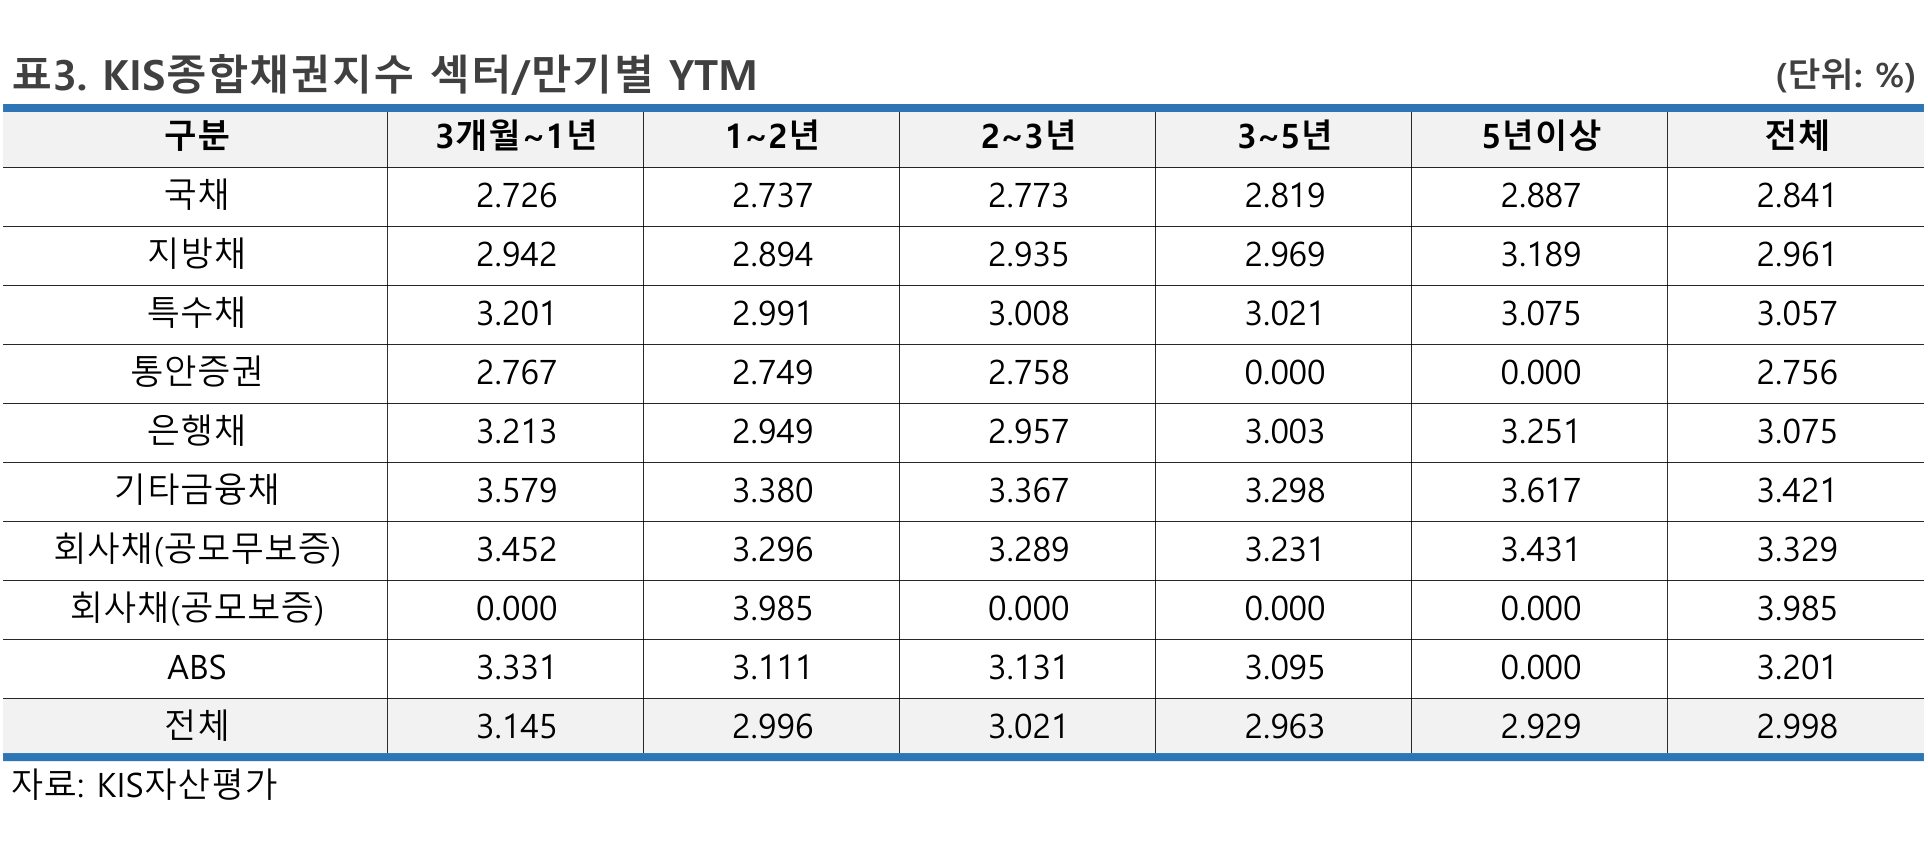 표3. KIS종합채권지수 섹터/만기별 YTM (단위: %)
구분 3개월~1년 1~2년 2~3년 3~5년 5년이상 전체
국채 2.726 2.737 2.773 2.819 2.887 2.841
지방채 2.942 2.894 2.935 2.969 3.189 2.961
특수채 3.201 2.991 3.008 3.021 3.075 3.057
통안증권 2.767 2.749 2.758 0.000 0.000 2.756
은행채 3.213 2.949 2.957 3.003 3.251 3.075
기타금융채 3.579 3.380 3.367 3.298 3.617 3.421
회사채(공모무보증) 3.452 3.296 3.289 3.231 3.431 3.329
회사채(공모보증) 0.000 3.985 0.000 0.000 0.000 3.985
ABS 3.331 3.111 3.131 3.095 0.000 3.201
전체 3.145 2.996 3.021 2.963 2.929 2.998
자료: KIS자산평가